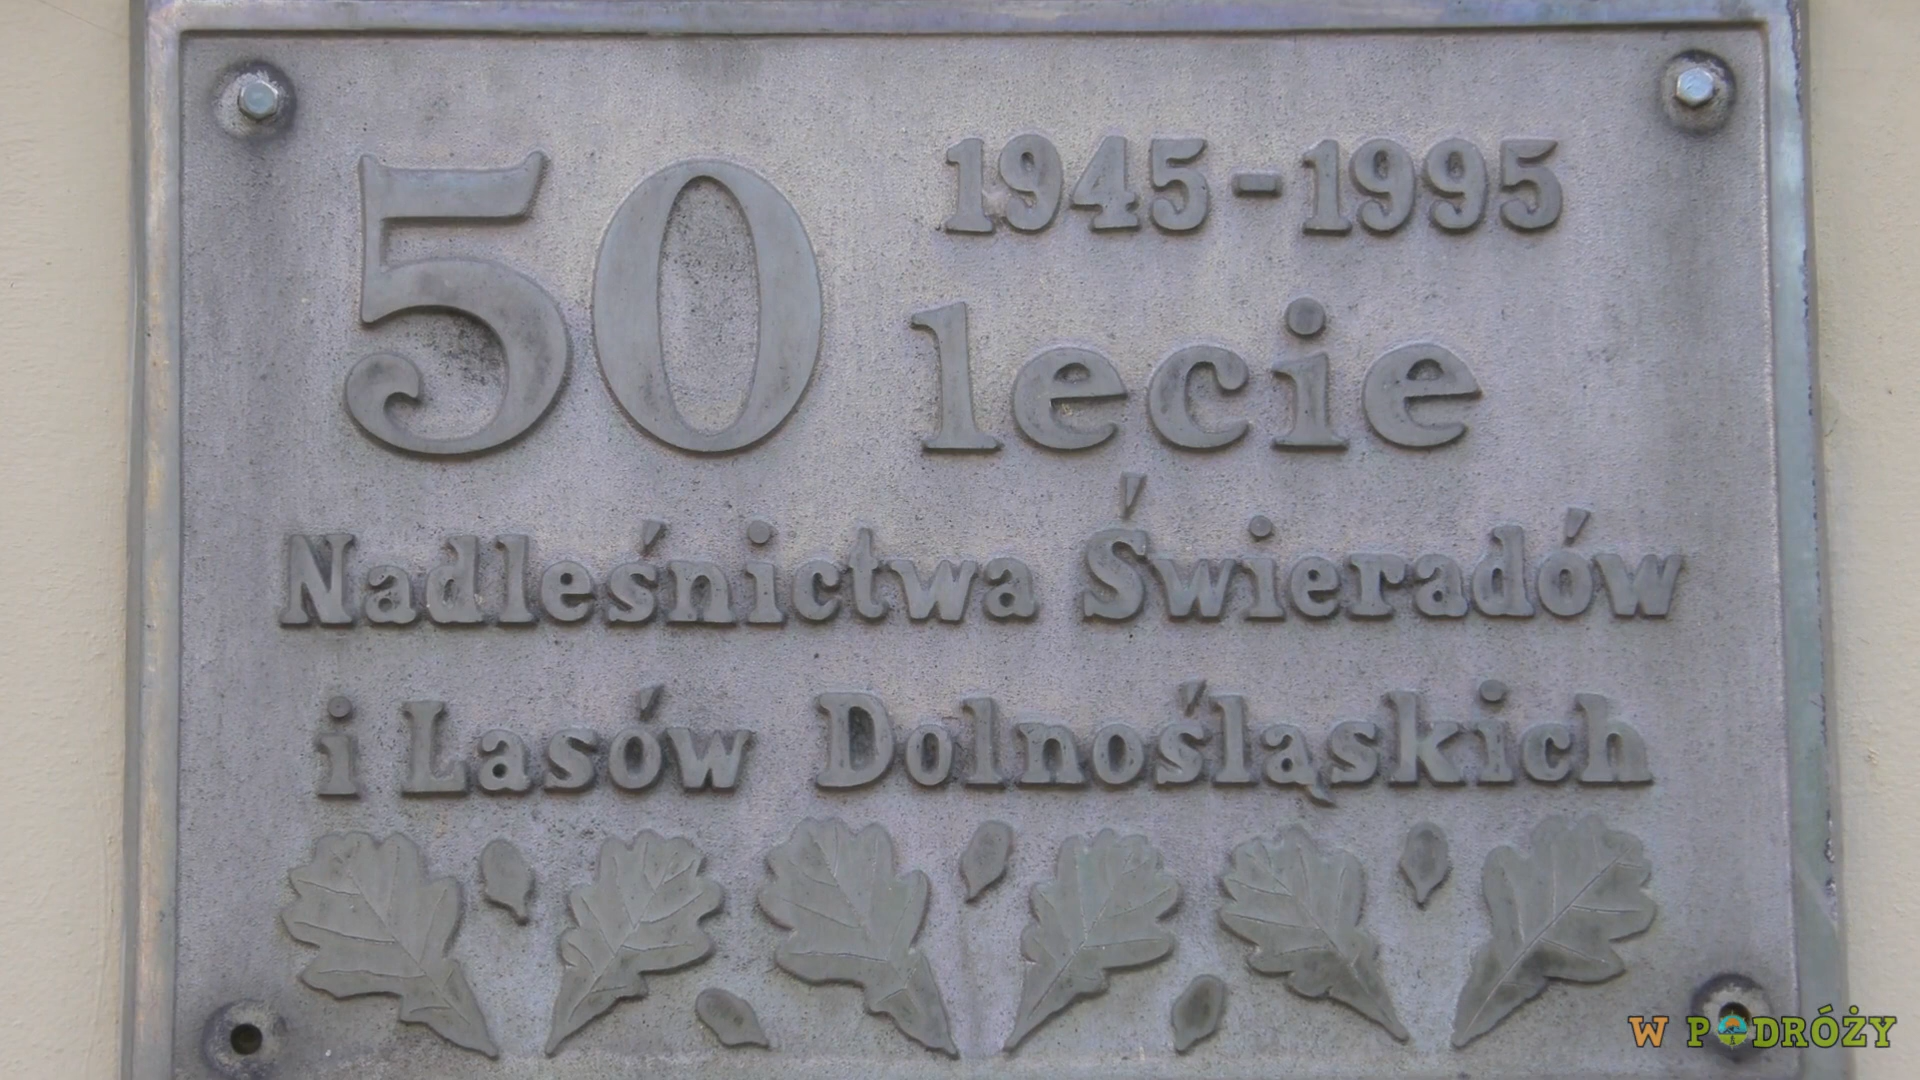 1945-1995
50 lecie
Nadleśnictwa Świeradów
i Lasów Dolnośląskich
W PODRÓŻY